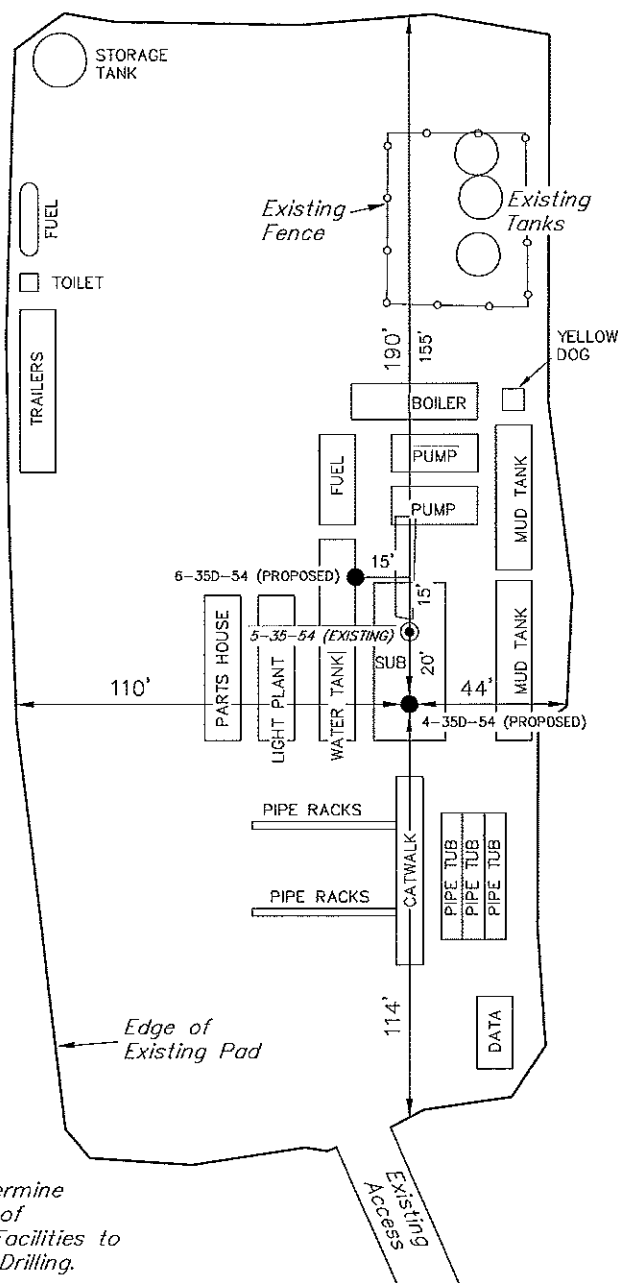 STORAGE
TANK
FUEL
TOILET
TRAILERS
Existing
Fence
Existing
Tanks
190'
155'
YELLOW
DOG
BOILER
PUMP
PUMP
FUEL
MUD TANK
MUD TANK
6-35D-54 (PROPOSED)
15'
15'
5-35-54 (EXISTING)
SUB
20'
PARTS HOUSE
LIGHT PLANT
WATER TANK
110'
44'
4-35D-54 (PROPOSED)
PIPE RACKS
PIPE RACKS
CATWALK
PIPE TUB
PIPE TUB
PIPE TUB
114'
DATA
Edge of
Existing Pad
Existing
Access
ermine
of
Facilities to
Drilling.